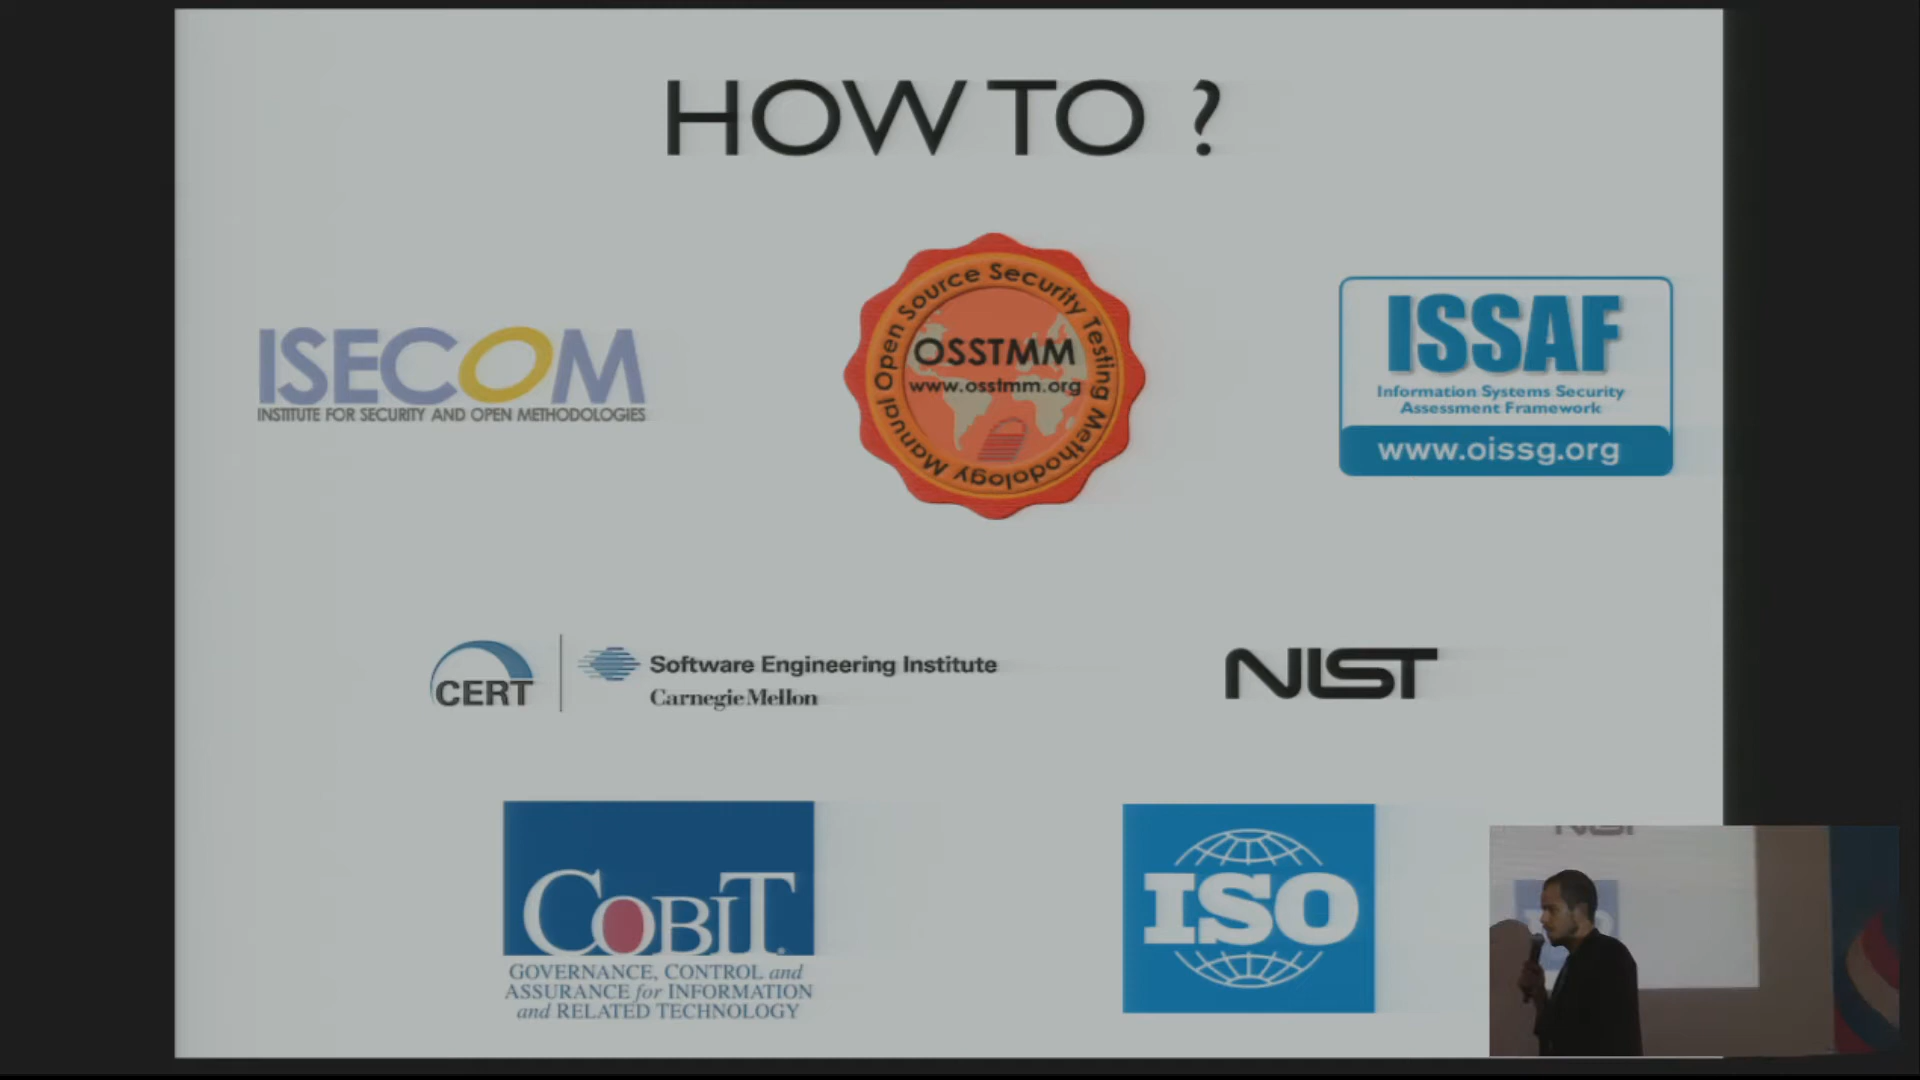 HOW TO ?
ISECOM
INSTITUTE FOR SECURITY AND OPEN METHODOLOGIES
Open Source Security Testing Methodology Manual
OSSTMM
www.osstmm.org
ISSAF
Information Systems Security
Assessment Framework
www.oissg.org
CERT
Software Engineering Institute
Carnegie Mellon
NIST
COBIT
GOVERNANCE, CONTROL and
ASSURANCE for INFORMATION
and RELATED TECHNOLOGY
ISO